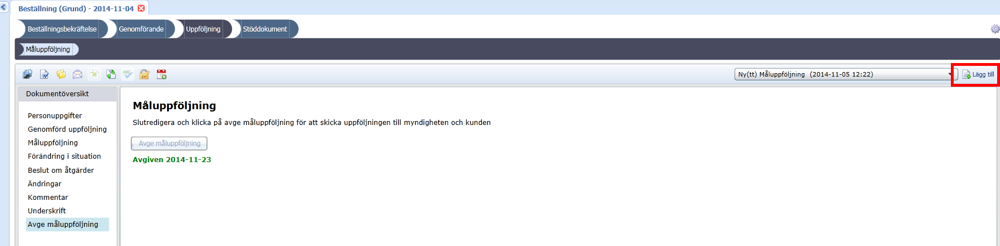 Beställning (Grund) - 2014-11-04
Beställningsbekräftelse Genomförande Uppföljning Stöddokument
Måluppföljning
ABC Ny(tt) Måluppföljning (2014-11-05 12:22) Lägg till
Dokumentöversikt
Personuppgifter
Genomförd uppföljning
Måluppföljning
Förändring i situation
Beslut om åtgärder
Ändringar
Kommentar
Underskrift
Avge måluppföljning
Måluppföljning
Slutredigera och klicka på avge måluppföljning för att skicka uppföljningen till myndigheten och kunden
Avge måluppföljning
Avgiven 2014-11-23